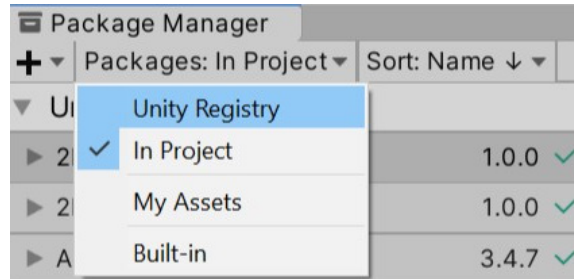 Package Manager
+ Packages: In Project Sort: Name ↓
Unity Registry
In Project
1.0.0
My Assets
1.0.0
Built-in
3.4.7